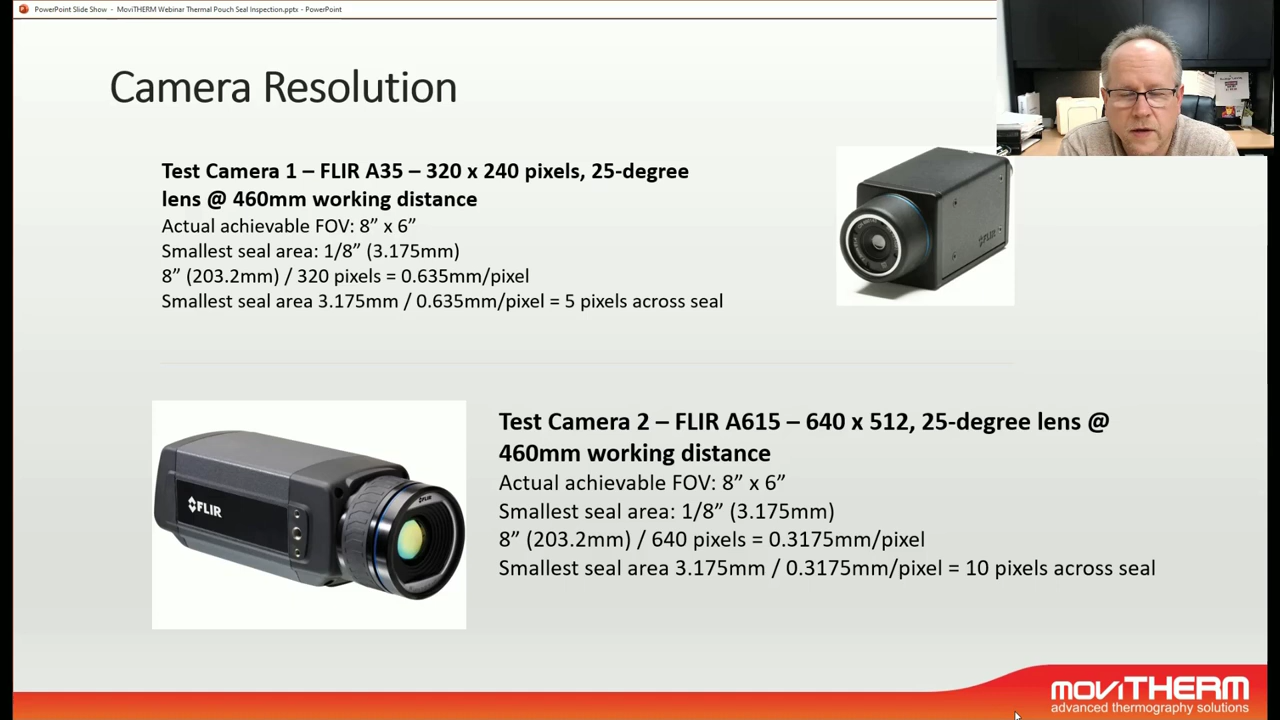 PowerPoint Slide Show - MoviTHERM Webinar Thermal Pouch Seal Inspection.pptx - PowerPoint
Camera Resolution
Test Camera 1 – FLIR A35 – 320 x 240 pixels, 25-degree
lens @ 460mm working distance
Actual achievable FOV: 8” x 6”
Smallest seal area: 1/8” (3.175mm)
8” (203.2mm) / 320 pixels = 0.635mm/pixel
Smallest seal area 3.175mm / 0.635mm/pixel = 5 pixels across seal
FLIR
Test Camera 2 – FLIR A615 – 640 x 512, 25-degree lens @
460mm working distance
Actual achievable FOV: 8” x 6”
Smallest seal area: 1/8” (3.175mm)
8” (203.2mm) / 640 pixels = 0.3175mm/pixel
Smallest seal area 3.175mm / 0.3175mm/pixel = 10 pixels across seal
FLIR
FLIR
moviTHERM
advanced thermography solutions